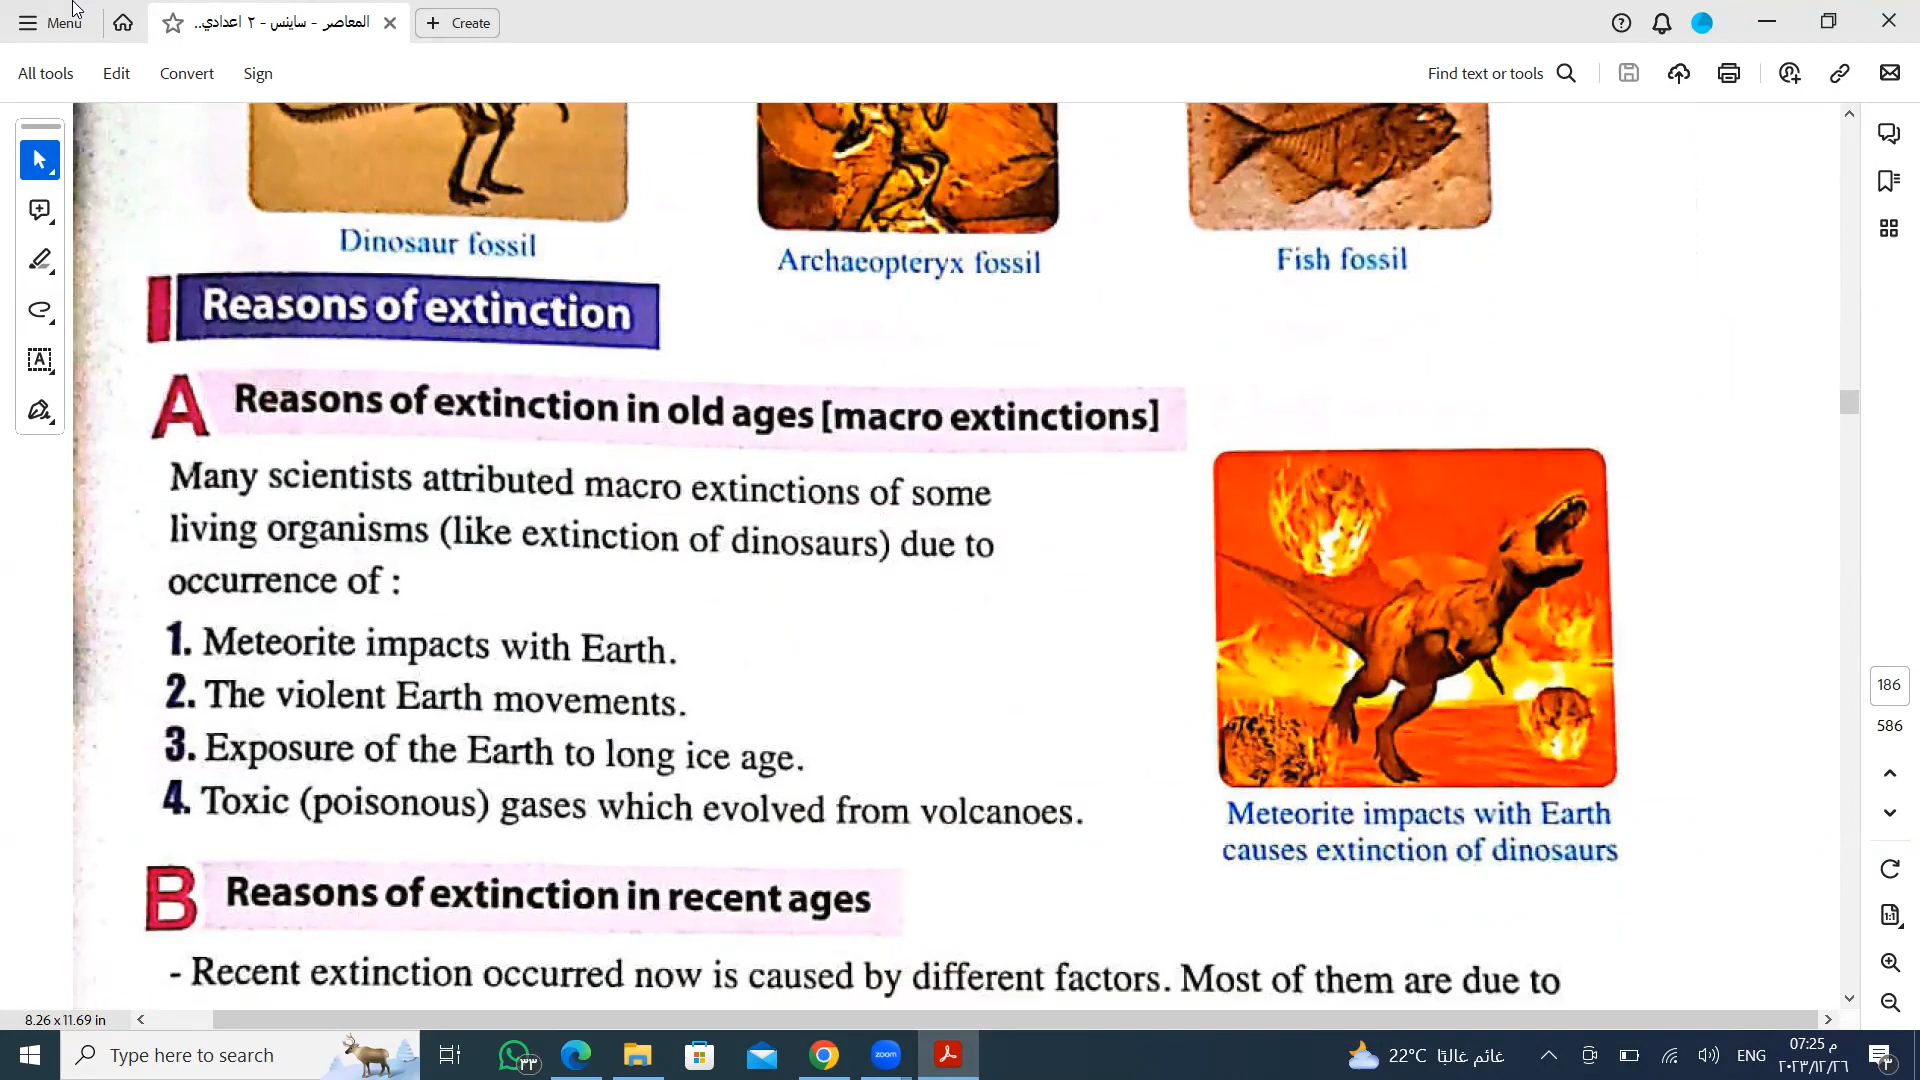 Menu
المعاصر - ساينس - ٢ اعدادي..
Create
All tools
Edit
Convert
Sign
Find text or tools
Dinosaur fossil
Archaeopteryx fossil
Fish fossil
Reasons of extinction
A Reasons of extinction in old ages [macro extinctions]
Many scientists attributed macro extinctions of some
living organisms (like extinction of dinosaurs) due to
occurrence of :
1. Meteorite impacts with Earth.
2. The violent Earth movements.
3. Exposure of the Earth to long ice age.
4. Toxic (poisonous) gases which evolved from volcanoes.
Meteorite impacts with Earth
causes extinction of dinosaurs
B Reasons of extinction in recent ages
- Recent extinction occurred now is caused by different factors. Most of them are due to
186
586
1:1
8.26 x 11.69 in
Type here to search
٣٣
zoom
22°C غائم غالبًا
ENG
07:25 م
٢٠٢٣/١٢/٢٦
٣